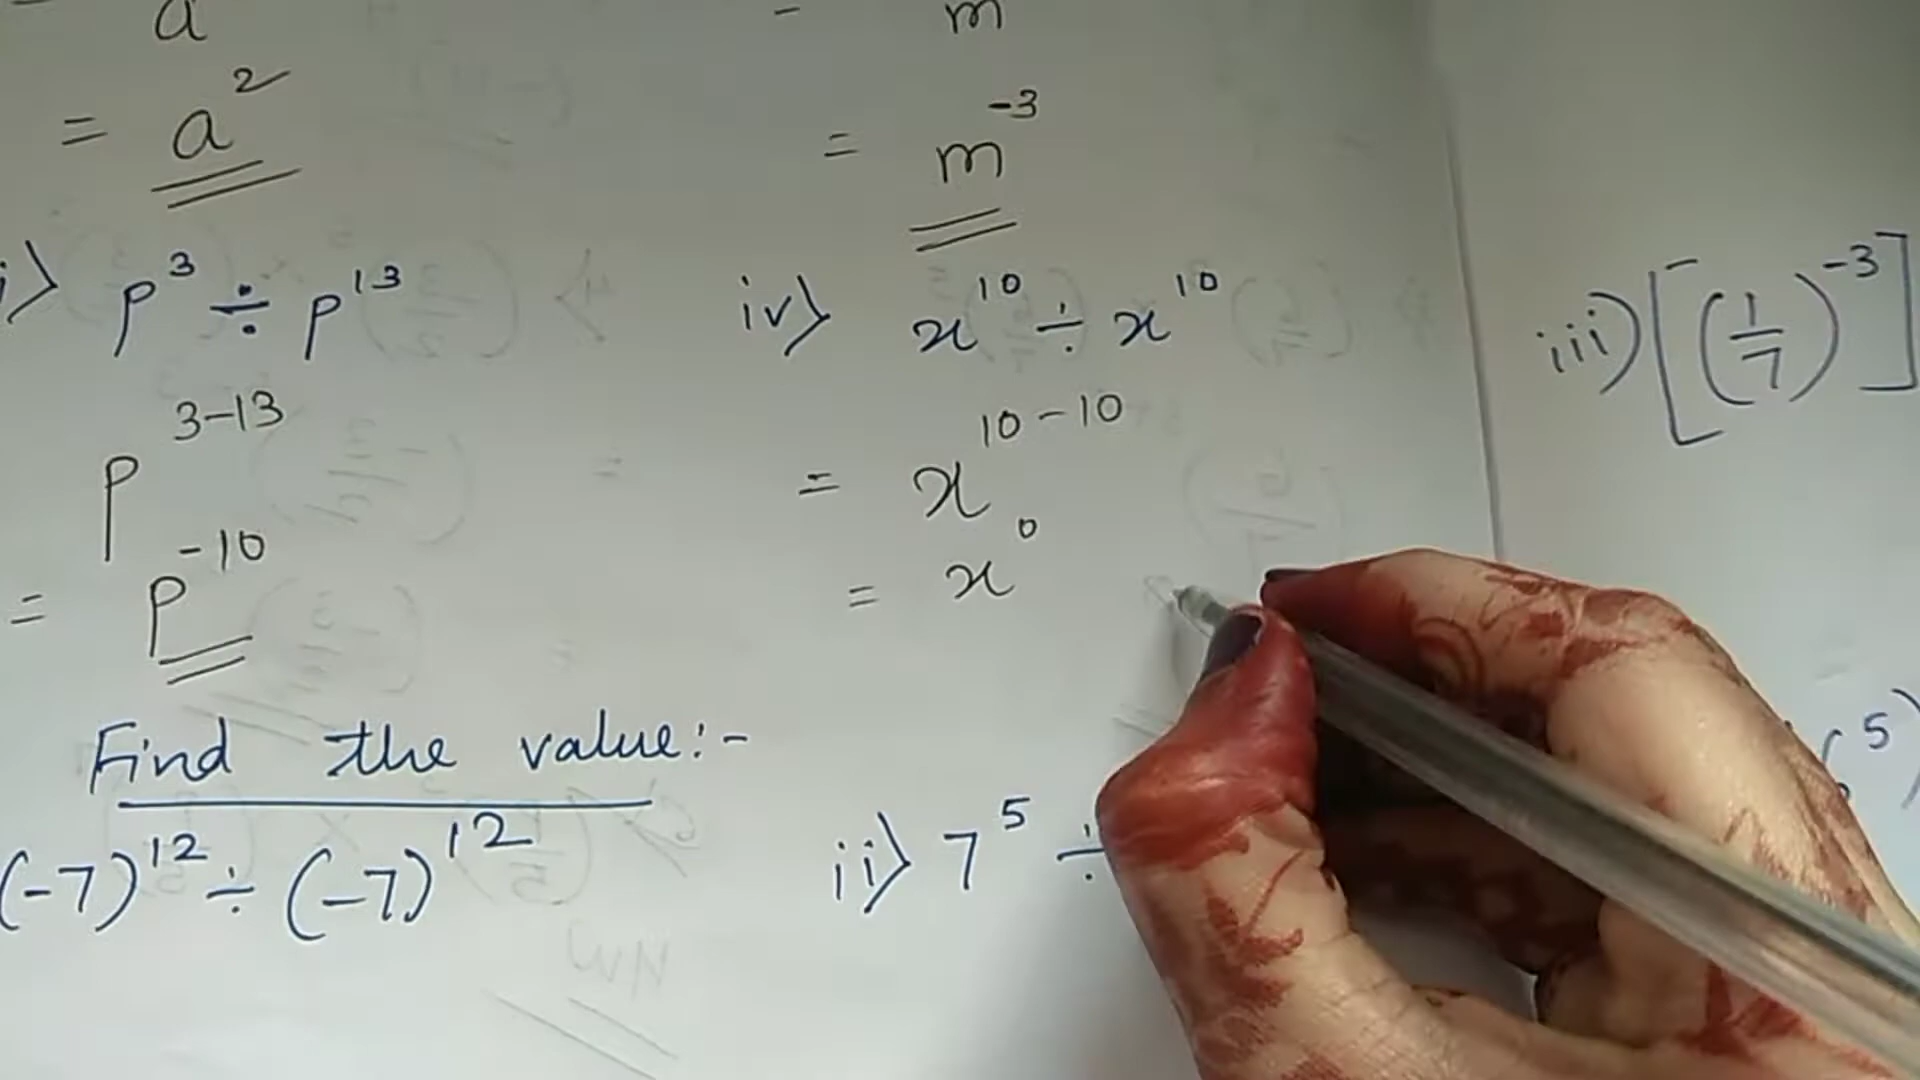 a
= a²
i) p³ ÷ p¹³
p³⁻¹³
= p⁻¹⁰
- m
= m⁻³
iv) x¹⁰ ÷ x¹⁰
= x¹⁰⁻¹⁰
= x⁰
Find the value:-
(-7)¹² ÷ (-7)¹²
ii) 7⁵ ÷
iii) [(1/7)⁻³]
5)